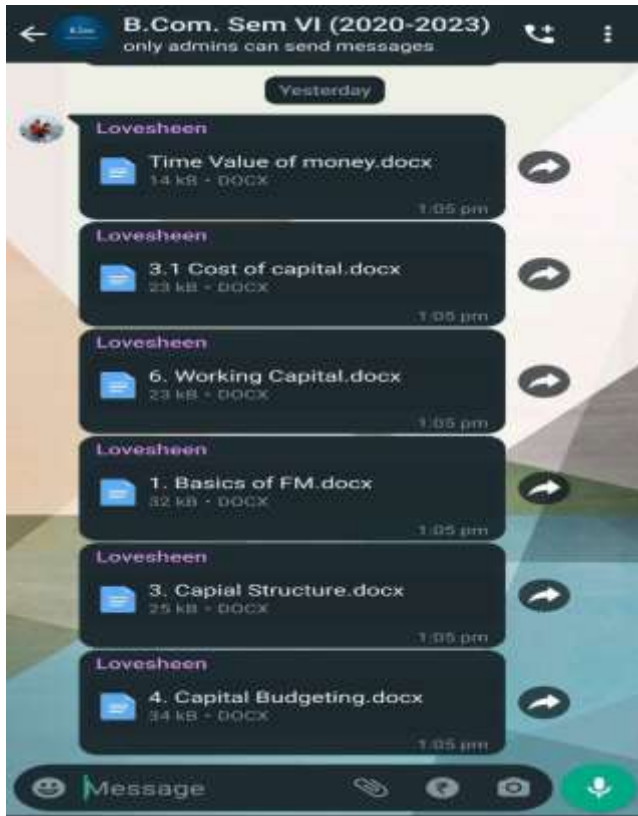 B.Com. Sem VI (2020-2023)
only admins can send messages
Yesterday
Lovesheen
Time Value of money.docx
14 kB • DOCX
1:05 pm
Lovesheen
3.1 Cost of capital.docx
23 kB • DOCX
1:05 pm
Lovesheen
6. Working Capital.docx
23 kB • DOCX
1:05 pm
Lovesheen
1. Basics of FM.docx
32 kB • DOCX
1:05 pm
Lovesheen
3. Capial Structure.docx
25 kB • DOCX
1:05 pm
Lovesheen
4. Capital Budgeting.docx
34 kB • DOCX
1:05 pm
Message